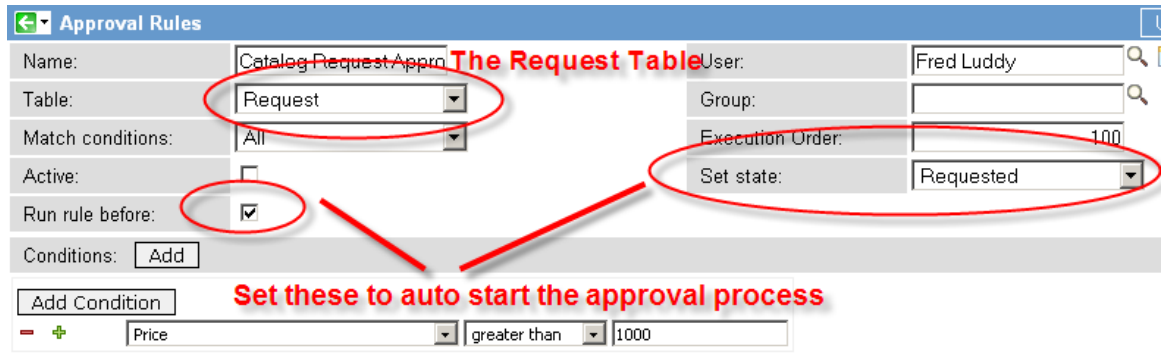 Approval Rules
Name: Catalog Request Appro The Request Table User: Fred Luddy
Table: Request Group:
Match conditions: All Execution Order: 100
Active: Set state: Requested
Run rule before:
Conditions: Add
Add Condition Set these to auto start the approval process
Price greater than 1000